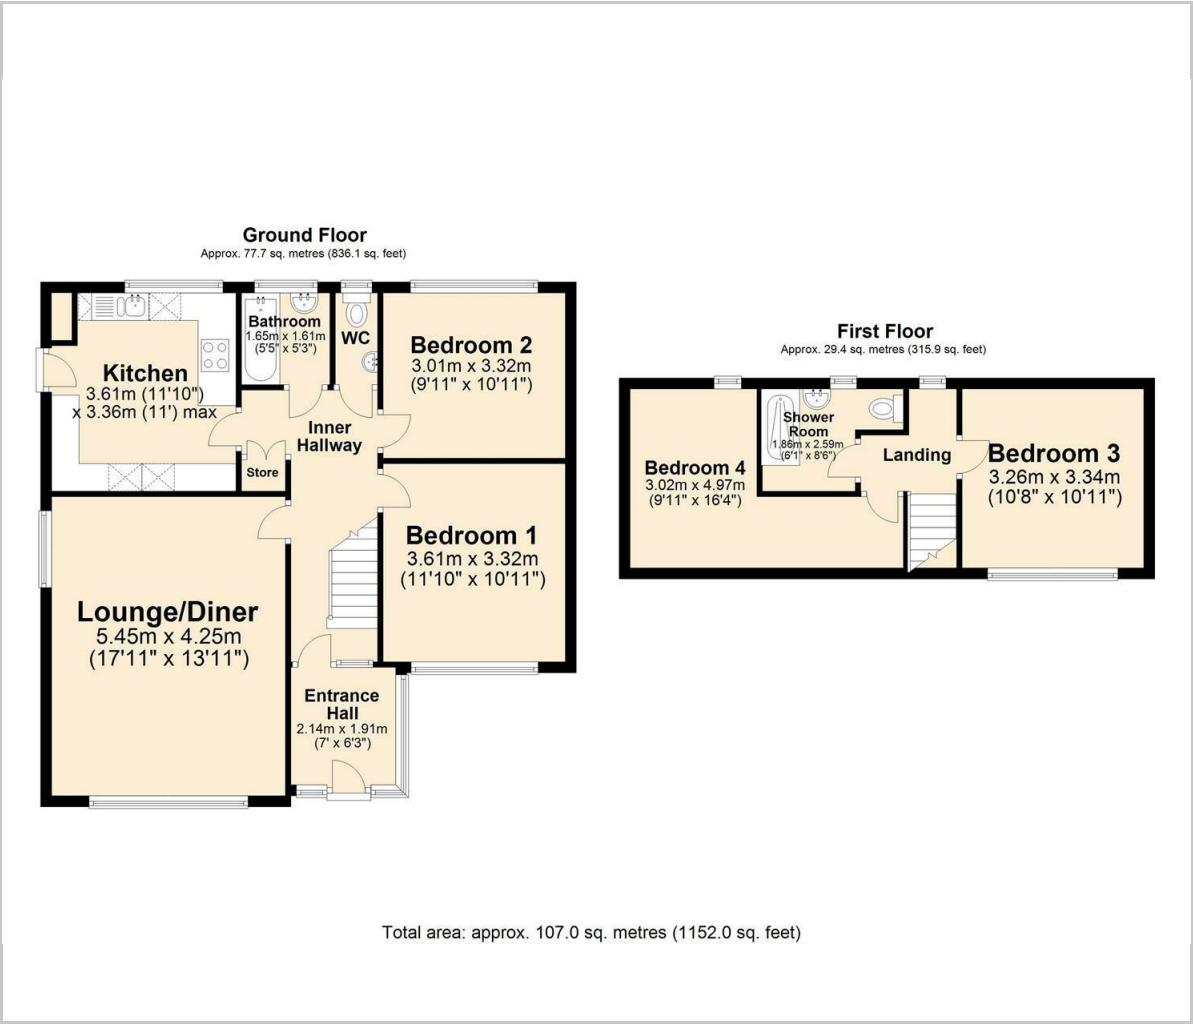 Ground Floor
Approx. 77.7 sq. metres (836.1 sq. feet)
Bathroom
1.65m x 1.61m
(5'5" x 5'3")
WC
Bedroom 2
3.01m x 3.32m
(9'11" x 10'11")
Kitchen
3.61m (11'10")
x 3.36m (11') max
Inner
Hallway
Store
Bedroom 1
3.61m x 3.32m
(11'10" x 10'11")
Lounge/Diner
5.45m x 4.25m
(17'11" x 13'11")
Entrance
Hall
2.14m x 1.91m
(7' x 6'3")
First Floor
Approx. 29.4 sq. metres (315.9 sq. feet)
Shower
Room
1.86m x 2.59m
(6'1" x 8'6")
Landing
Bedroom 3
3.26m x 3.34m
(10'8" x 10'11")
Bedroom 4
3.02m x 4.97m
(9'11" x 16'4")
Total area: approx. 107.0 sq. metres (1152.0 sq. feet)